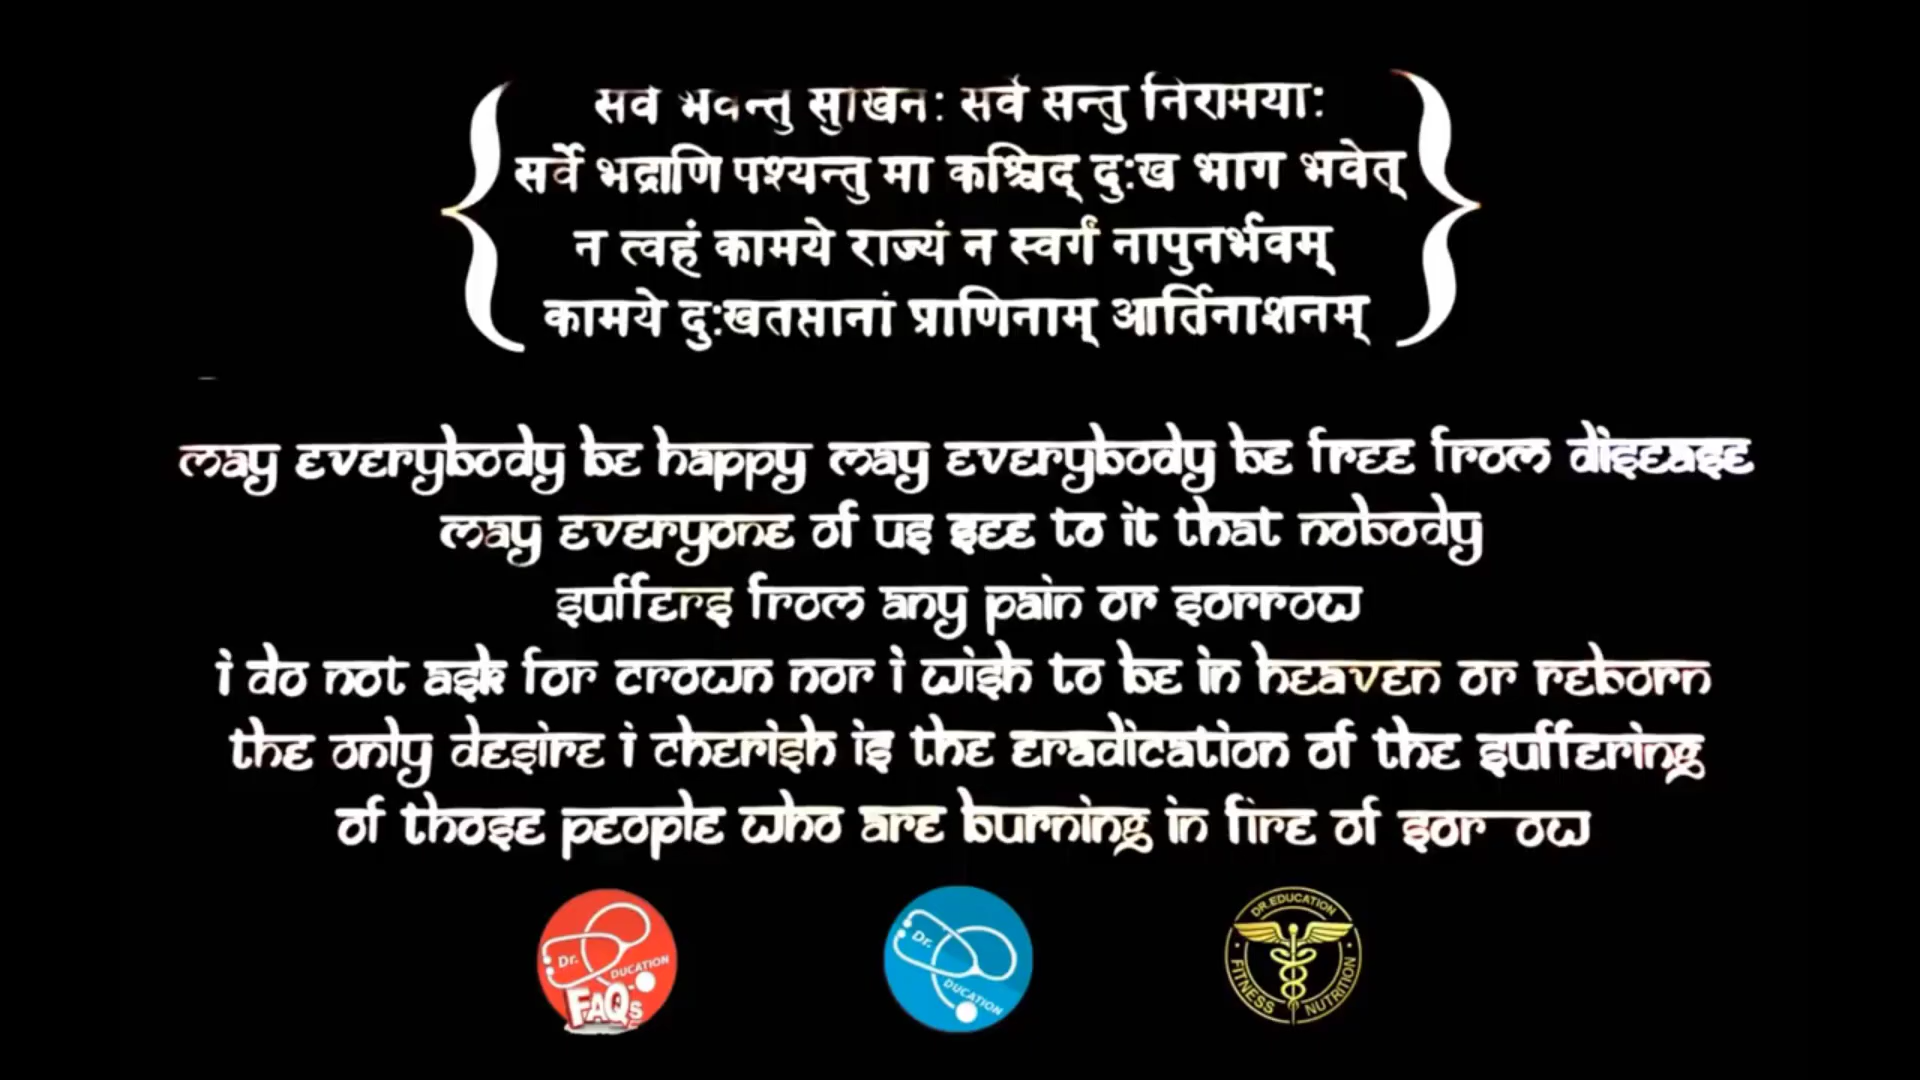 सर्वे भवन्तु सुखिन: सर्वे सन्तु निरामया:
सर्वे भद्राणि पश्यन्तु मा कश्चिद् दु:ख भाग भवेत्
न त्वहं कामये राज्यं न स्वर्गं नापुनर्भवम्
कामये दु:खतप्तानां प्राणिनाम् आर्तिनाशनम्
may everybody be happy may everybody be free from disease
may everyone of us see to it that nobody
suffers from any pain or sorrow
i do not ask for crown nor i wish to be in heaven or reborn
the only desire i cherish is the eradication of the suffering
of those people who are burning in fire of sor ow
Dr. DUCATION
FAQs
Dr. DUCATION
DR.EDUCATION
FITNESS NUTRITION